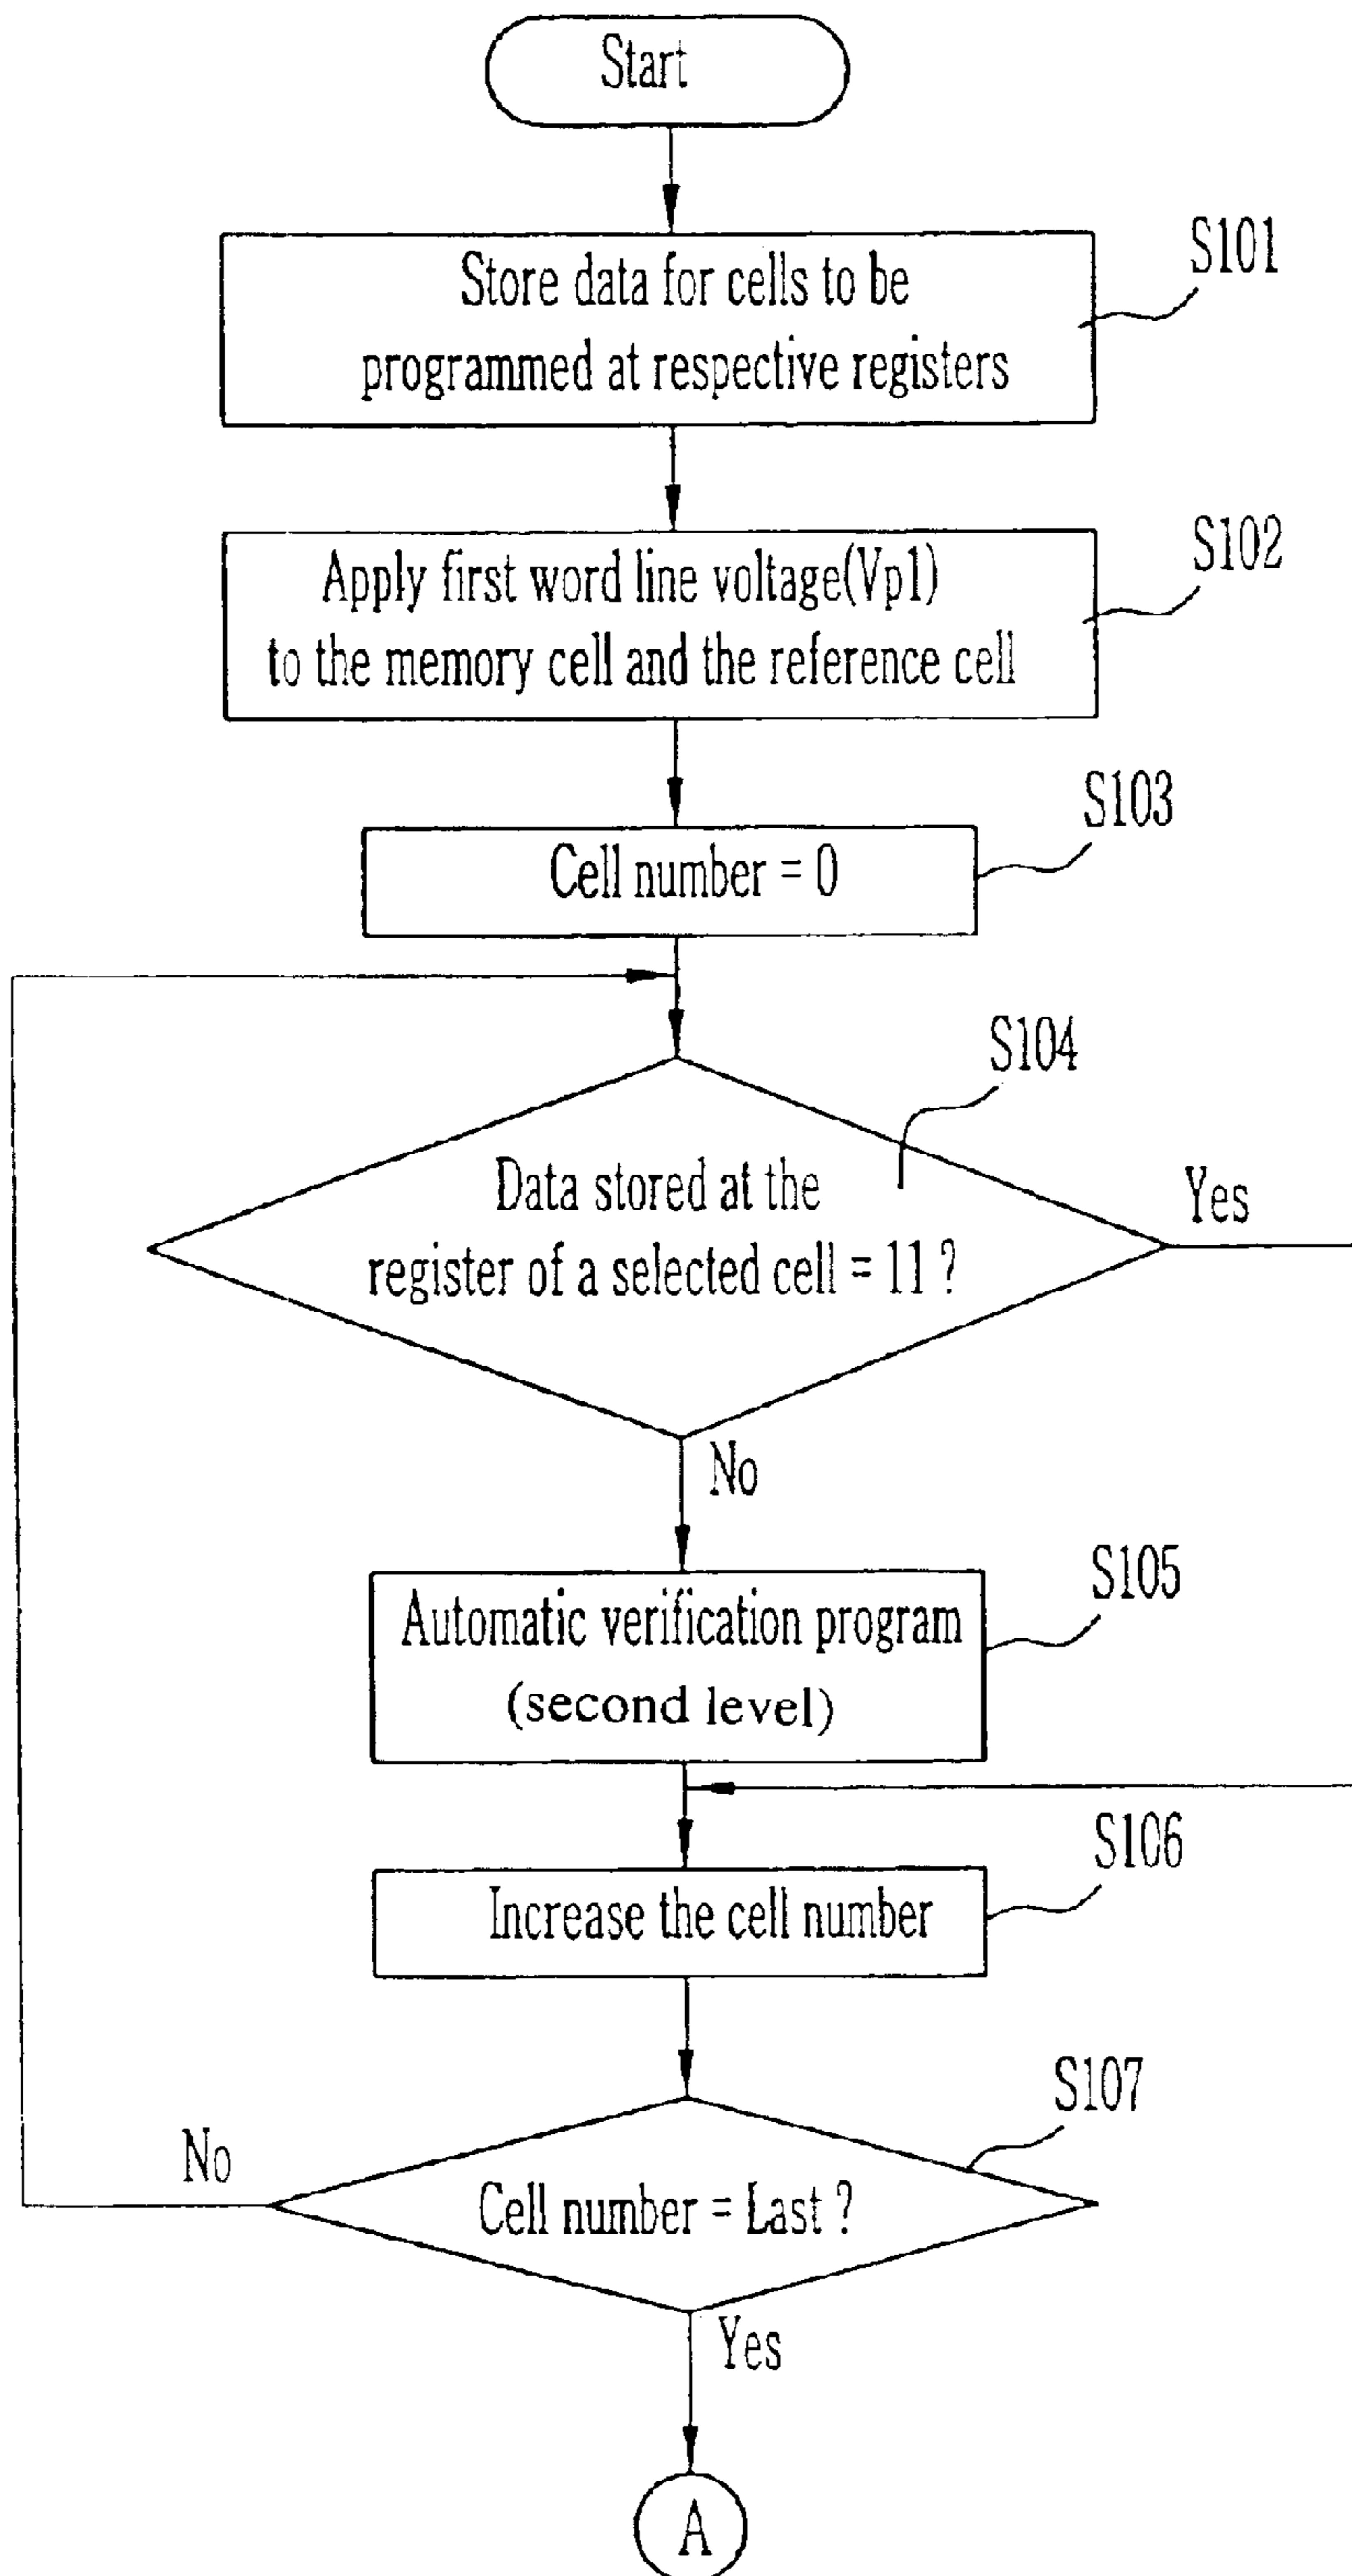 Start
S101
Store data for cells to be
programmed at respective registers
S102
Apply first word line voltage(Vp1)
to the memory cell and the reference cell
S103
Cell number = 0
S104
Data stored at the
register of a selected cell = 11 ?
Yes
No
S105
Automatic verification program
(second level)
S106
Increase the cell number
S107
No
Cell number = Last ?
Yes
A